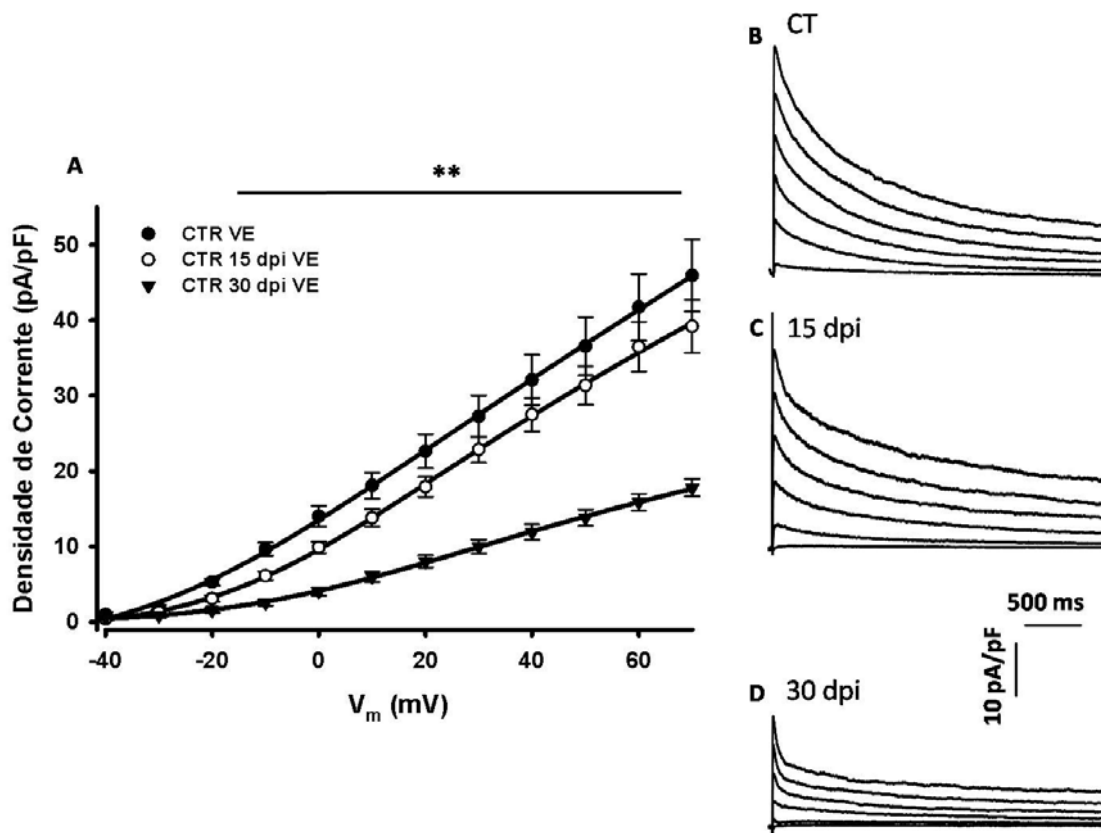 A
**
CTR VE
CTR 15 dpi VE
CTR 30 dpi VE
Densidade de Corrente (pA/pF)
50
40
30
20
10
0
-40 -20 0 20 40 60
Vm (mV)
B CT
C 15 dpi
500 ms
10 pA/pF
D 30 dpi